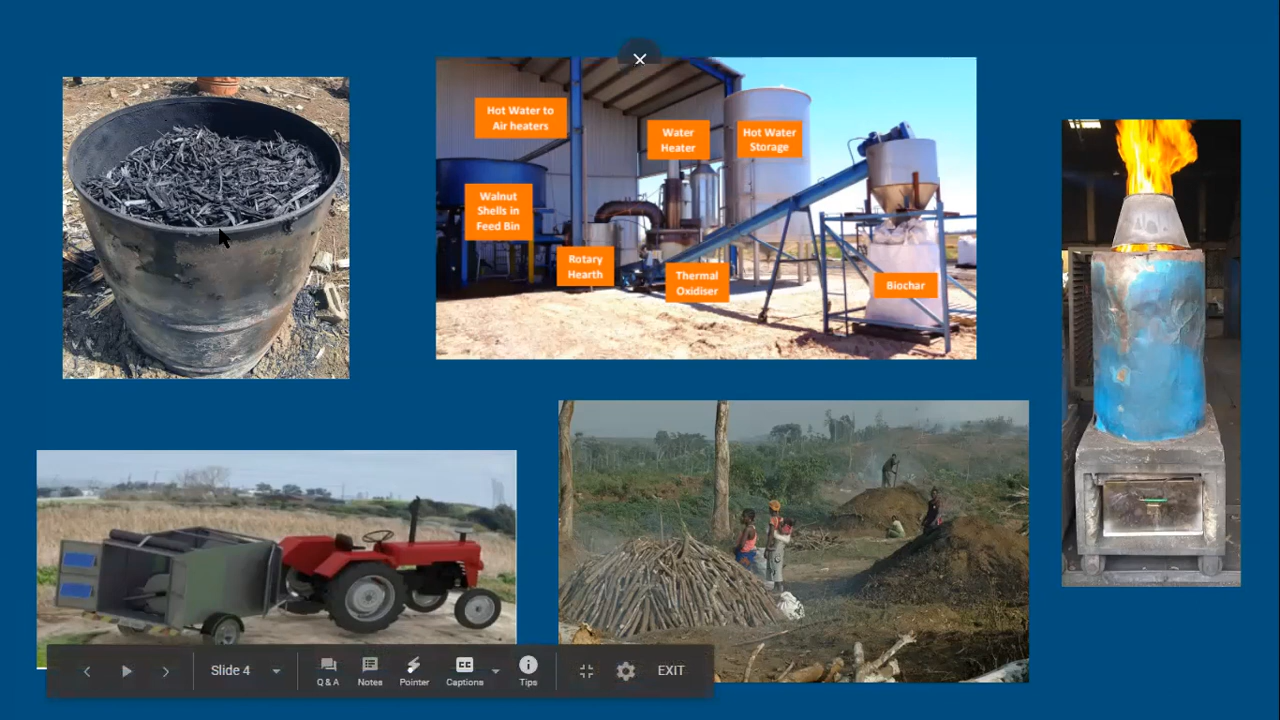 Hot Water to
Air heaters
Water
Heater
Hot Water
Storage
Walnut
Shells in
Feed Bin
Rotary
Hearth
Thermal
Oxidiser
Biochar
Slide 4
Q & A
Notes
Pointer
CC
Captions
Tips
EXIT